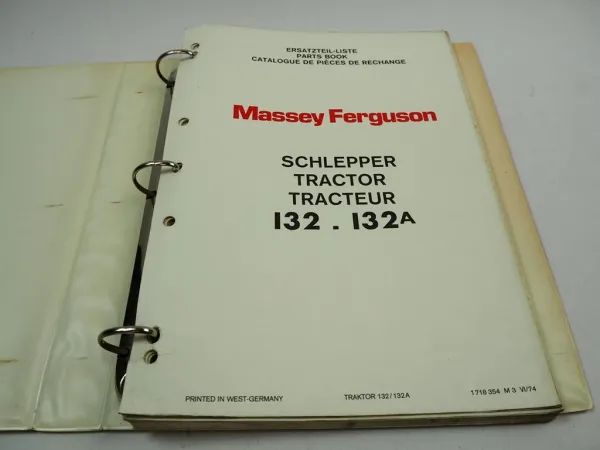 ERSATZTEIL-LISTE
PARTS BOOK
CATALOGUE DE PIÈCES DE RECHANGE
Massey Ferguson
SCHLEPPER
TRACTOR
TRACTEUR
132 . 132A
PRINTED IN WEST-GERMANY TRAKTOR 132/132A 1 718 354 M 3 VI/74